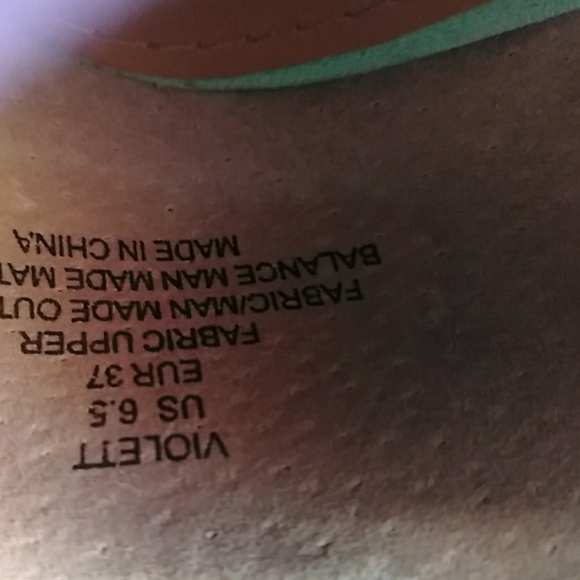 VIOLETT
US 6.5
EUR 37
FABRIC UPPER
FABRIC/MAN MADE OUT
BALANCE MAN MADE MAT
MADE IN CHINA